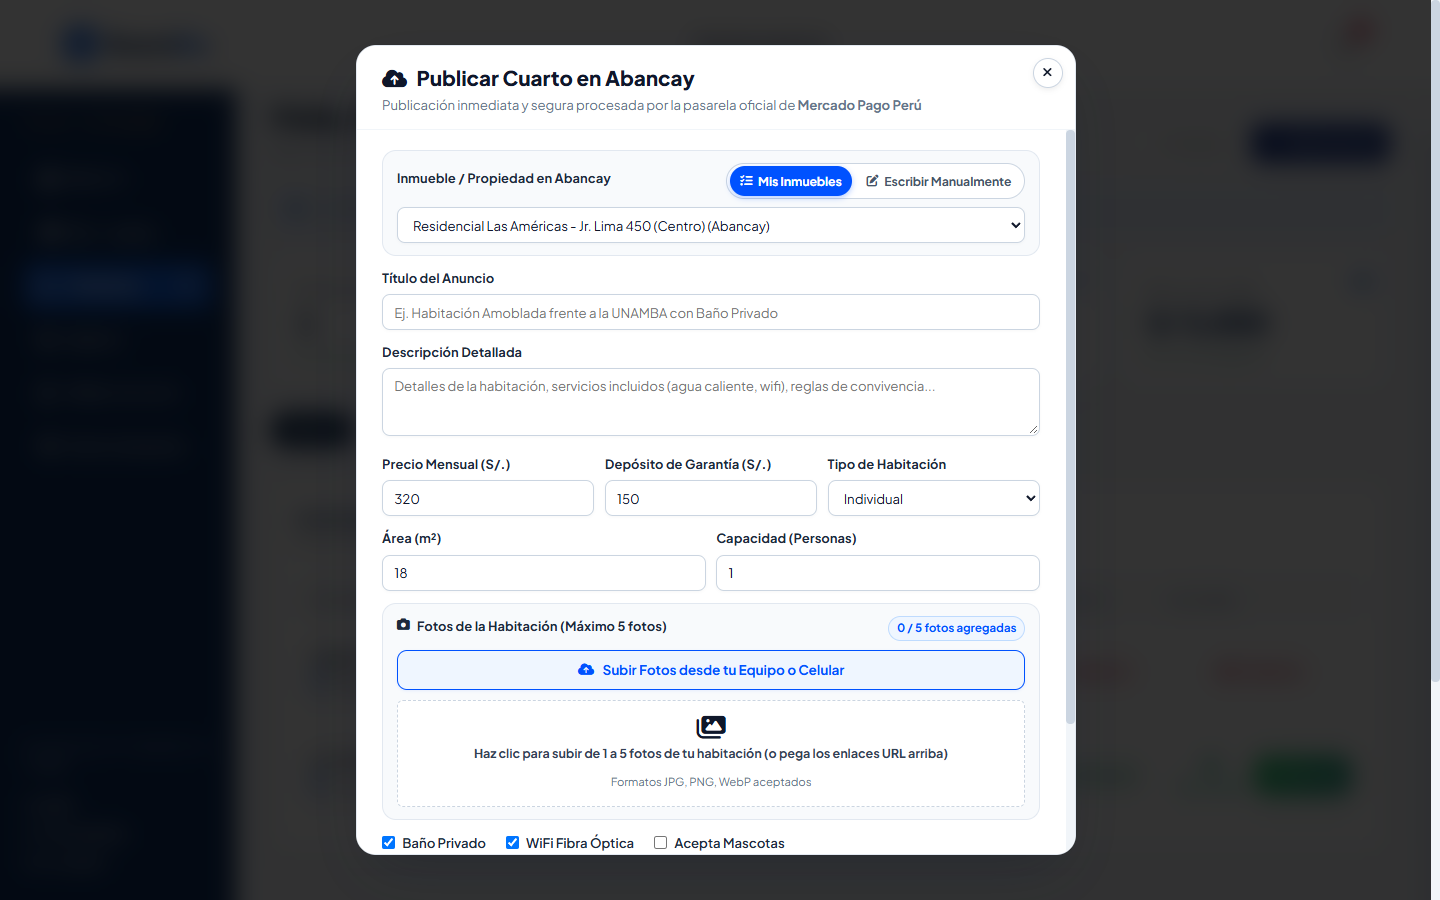 Publicar Cuarto en Abancay
Publicación inmediata y segura procesada por la pasarela oficial de Mercado Pago Perú
Inmueble / Propiedad en Abancay
Mis Inmuebles
Escribir Manualmente
Residencial Las Américas - Jr. Lima 450 (Centro) (Abancay)
Título del Anuncio
Ej. Habitación Amoblada frente a la UNAMBA con Baño Privado
Descripción Detallada
Detalles de la habitación, servicios incluidos (agua caliente, wifi), reglas de convivencia...
Precio Mensual (S/.)
Depósito de Garantía (S/.)
Tipo de Habitación
320
150
Individual
Área (m²)
Capacidad (Personas)
18
1
Fotos de la Habitación (Máximo 5 fotos)
0 / 5 fotos agregadas
Subir Fotos desde tu Equipo o Celular
Haz clic para subir de 1 a 5 fotos de tu habitación (o pega los enlaces URL arriba)
Formatos JPG, PNG, WebP aceptados
Baño Privado
WiFi Fibra Óptica
Acepta Mascotas